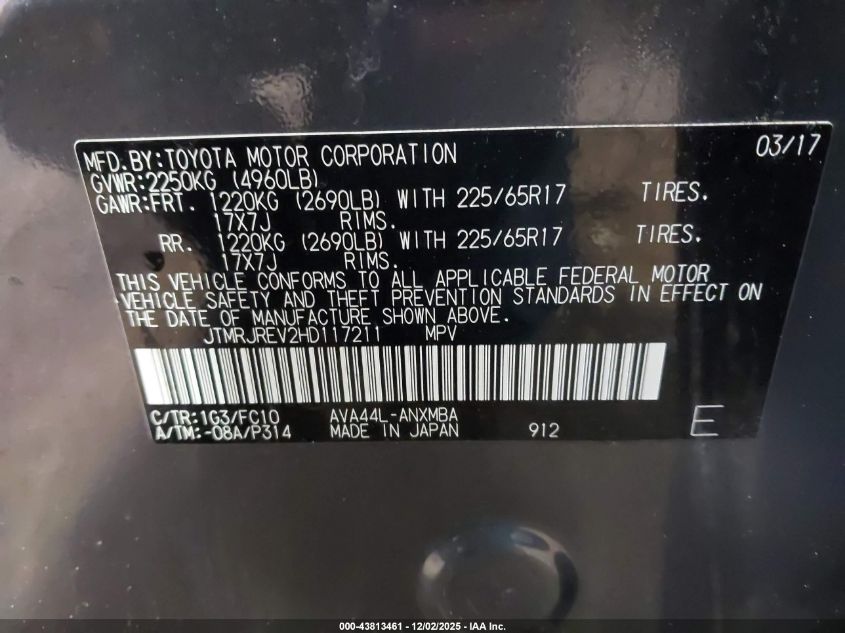 MFD.BY:TOYOTA MOTOR CORPORATION 03/17
GVWR:2250KG (4960LB)
GAWR:FRT. 1220KG (2690LB) WITH 225/65R17 TIRES.
17X7J RIMS.
RR. 1220KG (2690LB) WITH 225/65R17 TIRES.
17X7J RIMS.
THIS VEHICLE CONFORMS TO ALL APPLICABLE FEDERAL MOTOR
VEHICLE SAFETY AND THEFT PREVENTION STANDARDS IN EFFECT ON
THE DATE OF MANUFACTURE SHOWN ABOVE.
JTMRJREV2HD117211 MPV
C/TR:1G3/FC10 AVA44L-ANXMBA
A/TM:-08A/P314 MADE IN JAPAN 912 E
000-43813461 - 12/02/2025 - IAA Inc.